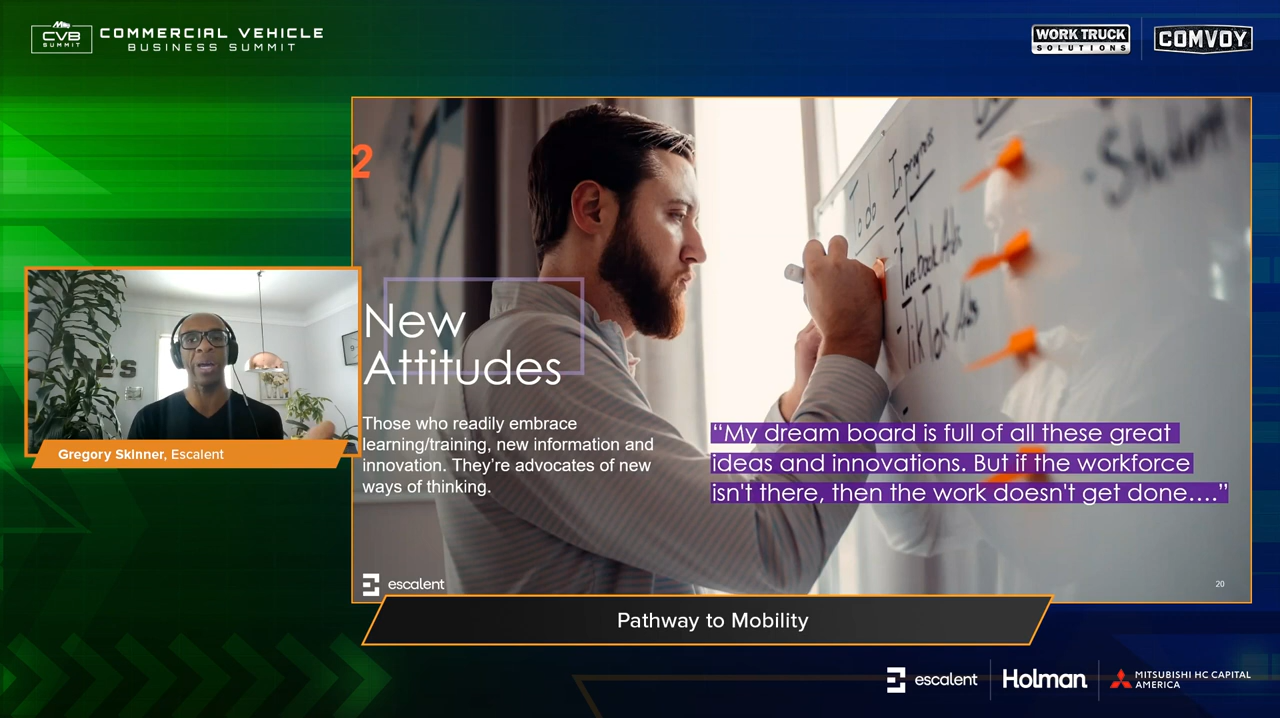 CVB
SUMMIT
COMMERCIAL VEHICLE
BUSINESS SUMMIT
WORK TRUCK
SOLUTIONS
COMVOY
2
To do
In progress
- Facebook Ads
- TikTok Ads
- Student
New
Attitudes
Those who readily embrace
learning/training, new information and
innovation. They're advocates of new
ways of thinking.
“My dream board is full of all these great
ideas and innovations. But if the workforce
isn't there, then the work doesn't get done….”
Gregory Skinner, Escalent
escalent
20
Pathway to Mobility
escalent
Holman
MITSUBISHI HC CAPITAL
AMERICA